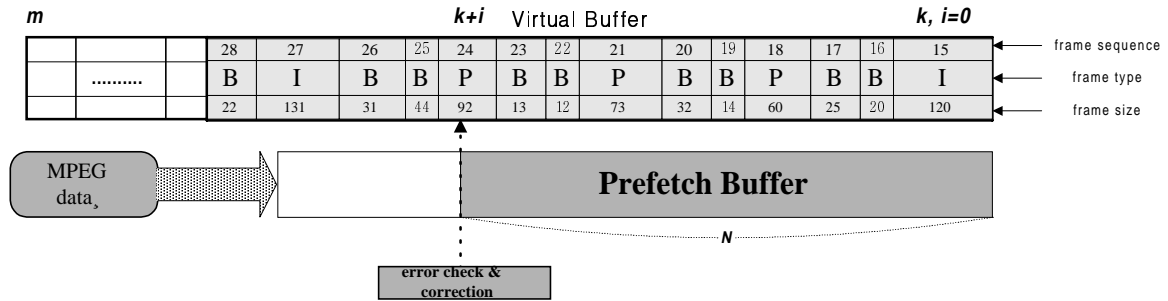 m k+i Virtual Buffer k, i=0
28 27 26 25 24 23 22 21 20 19 18 17 16 15 frame sequence
.......... B I B B P B B P B B P B B I frame type
22 131 31 44 92 13 12 73 32 14 60 25 20 120 frame size
MPEG
data¸
Prefetch Buffer
N
error check &
correction